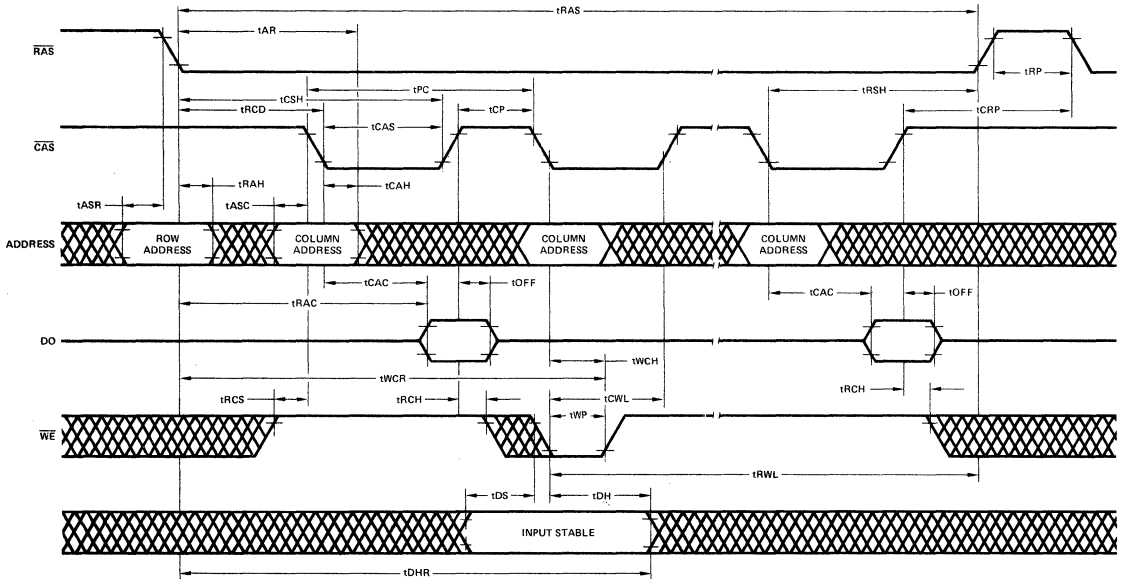 tRAS
tAR
RAS
tRP
tPC
tCSH
tRSH
tRCD
tCP
tCRP
tCAS
CAS
tRAH
tCAH
tASR
tASC
ADDRESS
ROW ADDRESS
COLUMN ADDRESS
COLUMN ADDRESS
COLUMN ADDRESS
tCAC
tOFF
tCAC
tOFF
tRAC
DO
tWCH
tWCR
tRCS
tRCH
tCWL
tRCH
tWP
WE
tRWL
tDS
tDH
INPUT STABLE
tDHR